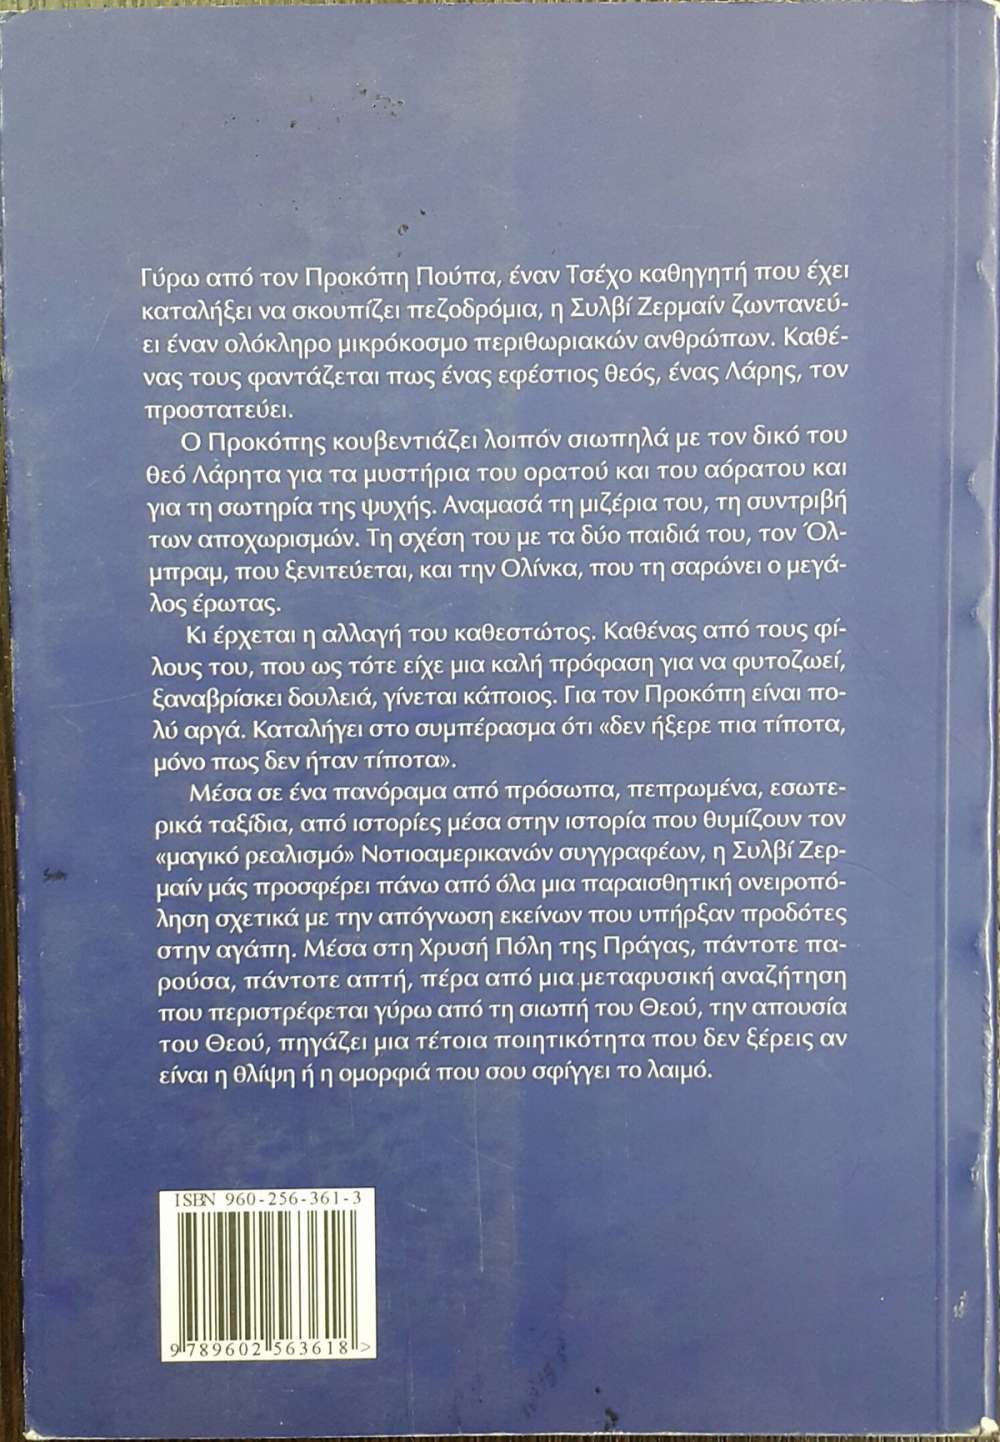 Γύρω από τον Προκόπη Πούπα, έναν Τσέχο καθηγητή που έχει
καταλήξει να σκουπίζει πεζοδρόμια, η Συλβί Ζερμαίν ζωντανεύ-
ει έναν ολόκληρο μικρόκοσμο περιθωριακών ανθρώπων. Καθέ-
νας τους φαντάζεται πως ένας εφέστιος θεός, ένας Λάρης, τον
προστατεύει.
Ο Προκόπης κουβεντιάζει λοιπόν σιωπηλά με τον δικό του
θεό Λάρητα για τα μυστήρια του ορατού και του αόρατου και
για τη σωτηρία της ψυχής. Αναμασά τη μιζέρια του, τη συντριβή
των αποχωρισμών. Τη σχέση του με τα δύο παιδιά του, τον Όλ-
μπραμ, που ξενιτεύεται, και την Ολίνκα, που τη σαρώνει ο μεγά-
λος έρωτας.
Κι έρχεται η αλλαγή του καθεστώτος. Καθένας από τους φί-
λους του, που ως τότε είχε μια καλή πρόφαση για να φυτοζωεί,
ξαναβρίσκει δουλειά, γίνεται κάποιος. Για τον Προκόπη είναι πο-
λύ αργά. Καταλήγει στο συμπέρασμα ότι «δεν ήξερε πια τίποτα,
μόνο πως δεν ήταν τίποτα».
Μέσα σε ένα πανόραμα από πρόσωπα, πεπρωμένα, εσωτε-
ρικά ταξίδια, από ιστορίες μέσα στην ιστορία που θυμίζουν τον
«μαγικό ρεαλισμό» Νοτιοαμερικανών συγγραφέων, η Συλβί Ζερ-
μαίν μάς προσφέρει πάνω από όλα μια παραισθητική ονειροπό-
ληση σχετικά με την απόγνωση εκείνων που υπήρξαν προδότες
στην αγάπη. Μέσα στη Χρυσή Πόλη της Πράγας, πάντοτε πα-
ρούσα, πάντοτε απτή, πέρα από μια μεταφυσική αναζήτηση
που περιστρέφεται γύρω από τη σιωπή του Θεού, την απουσία
του Θεού, πηγάζει μια τέτοια ποιητικότητα που δεν ξέρεις αν
είναι η θλίψη ή η ομορφιά που σου σφίγγει το λαιμό.
ISBN 960-256-361-3
9 789602 563618 >